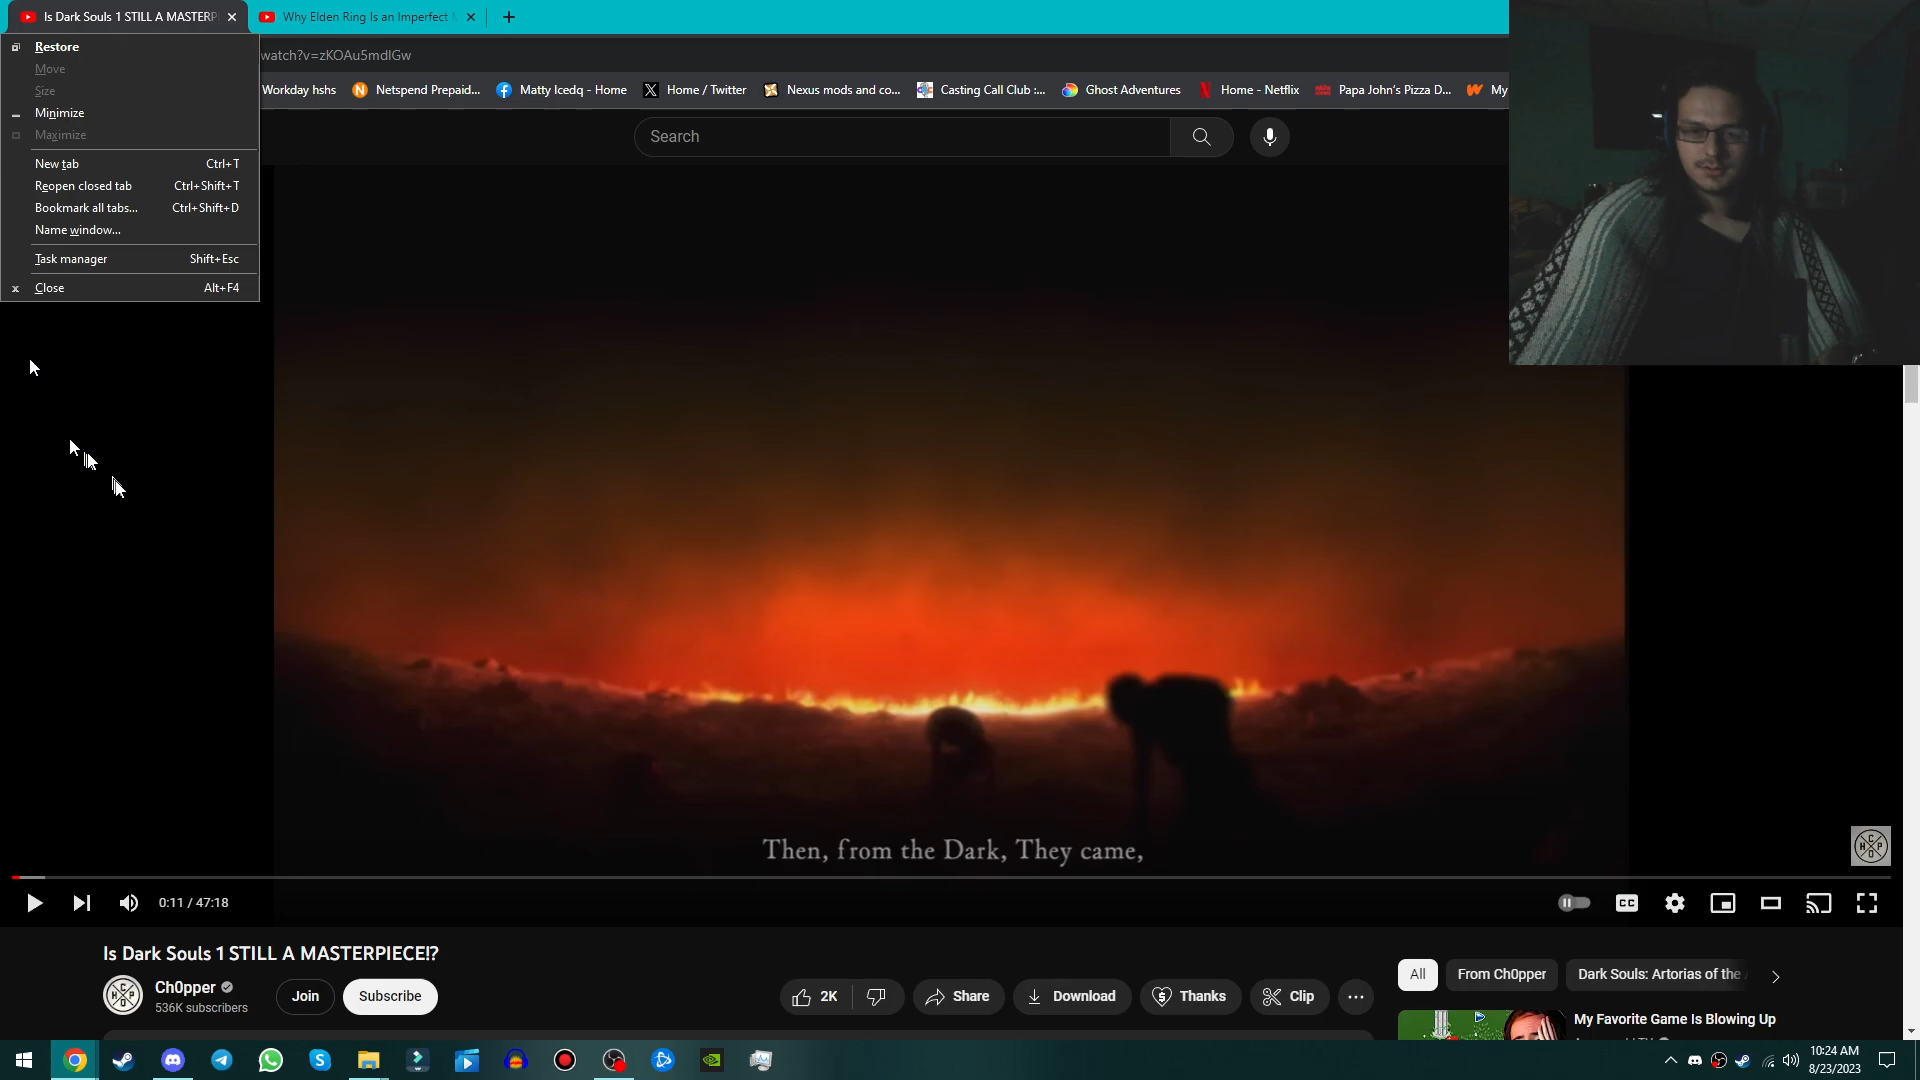 Is Dark Souls 1 STILL A MASTERP
Why Elden Ring Is an Imperfect
Restore
Move
Size
Minimize
Maximize
New tab Ctrl+T
Reopen closed tab Ctrl+Shift+T
Bookmark all tabs... Ctrl+Shift+D
Name window...
Task manager Shift+Esc
Close Alt+F4
watch?v=zKOAu5mdlGw
Workday hshs
Netspend Prepaid...
Matty Icedq - Home
Home / Twitter
Nexus mods and co...
Casting Call Club :...
Ghost Adventures
Home - Netflix
Papa John's Pizza D...
My
Search
Then, from the Dark, They came,
0:11 / 47:18
CC
Is Dark Souls 1 STILL A MASTERPIECE!?
Ch0pper
536K subscribers
Join
Subscribe
2K
Share
Download
Thanks
Clip
All
From Ch0pper
Dark Souls: Artorias of the
My Favorite Game Is Blowing Up
10:24 AM
8/23/2023